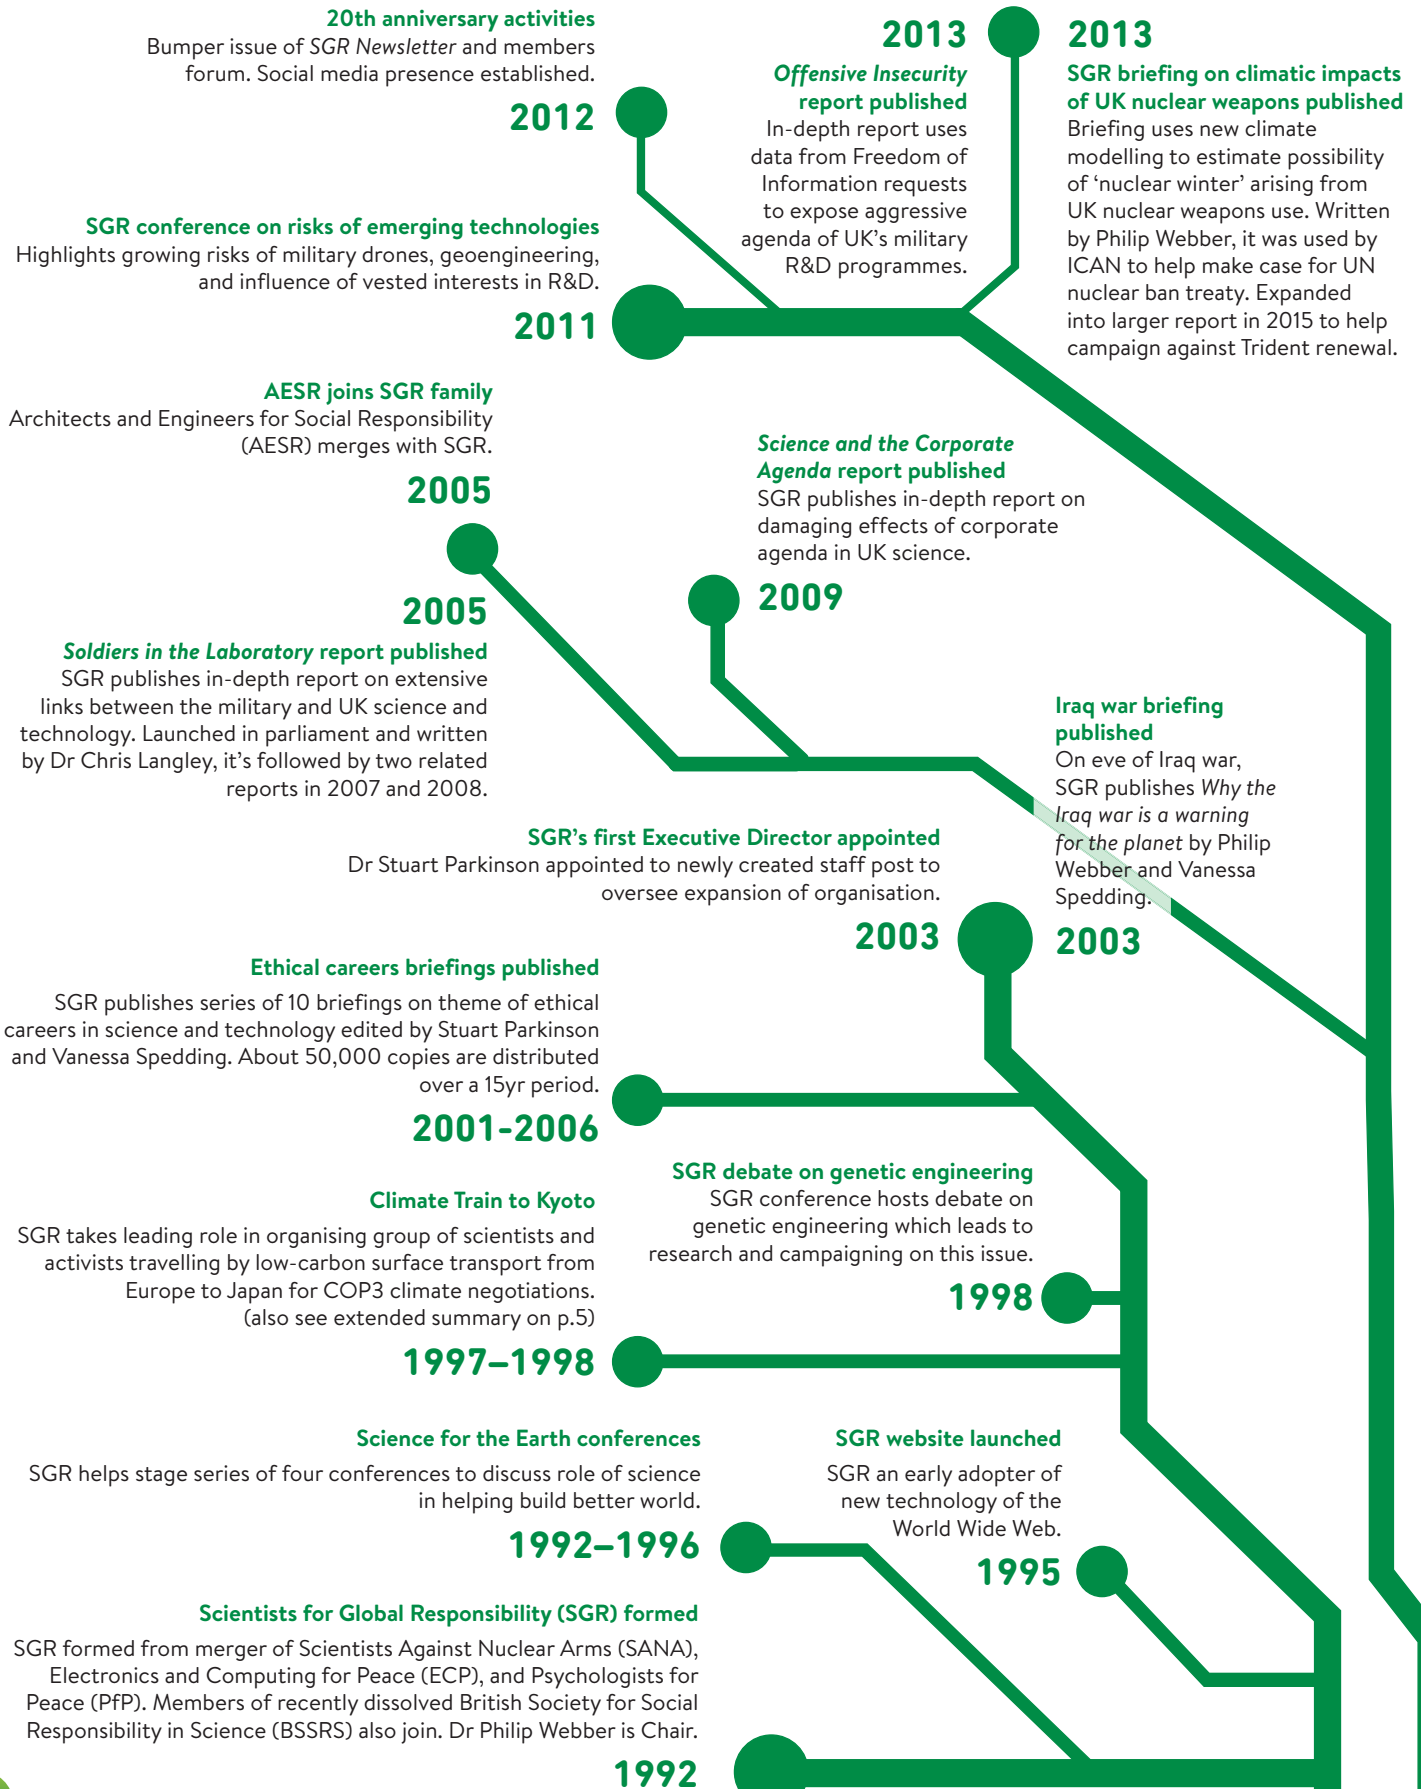 20th anniversary activities
Bumper issue of SGR Newsletter and members
forum. Social media presence established.
2012
2013
Offensive Insecurity
report published
In-depth report uses
data from Freedom of
Information requests
to expose aggressive
agenda of UK's military
R&D programmes.
2013
SGR briefing on climatic impacts
of UK nuclear weapons published
Briefing uses new climate
modelling to estimate possibility
of ‘nuclear winter’ arising from
UK nuclear weapons use. Written
by Philip Webber, it was used by
ICAN to help make case for UN
nuclear ban treaty. Expanded
into larger report in 2015 to help
campaign against Trident renewal.
SGR conference on risks of emerging technologies
Highlights growing risks of military drones, geoengineering,
and influence of vested interests in R&D.
2011
AESR joins SGR family
Architects and Engineers for Social Responsibility
(AESR) merges with SGR.
2005
Science and the Corporate
Agenda report published
SGR publishes in-depth report on
damaging effects of corporate
agenda in UK science.
2009
2005
Soldiers in the Laboratory report published
SGR publishes in-depth report on extensive
links between the military and UK science and
technology. Launched in parliament and written
by Dr Chris Langley, it's followed by two related
reports in 2007 and 2008.
Iraq war briefing
published
On eve of Iraq war,
SGR publishes Why the
Iraq war is a warning
for the planet by Philip
Webber and Vanessa
Spedding.
2003
SGR's first Executive Director appointed
Dr Stuart Parkinson appointed to newly created staff post to
oversee expansion of organisation.
2003
Ethical careers briefings published
SGR publishes series of 10 briefings on theme of ethical
careers in science and technology edited by Stuart Parkinson
and Vanessa Spedding. About 50,000 copies are distributed
over a 15yr period.
2001-2006
SGR debate on genetic engineering
SGR conference hosts debate on
genetic engineering which leads to
research and campaigning on this issue.
1998
Climate Train to Kyoto
SGR takes leading role in organising group of scientists and
activists travelling by low-carbon surface transport from
Europe to Japan for COP3 climate negotiations.
(also see extended summary on p.5)
1997–1998
Science for the Earth conferences
SGR helps stage series of four conferences to discuss role of science
in helping build better world.
1992–1996
SGR website launched
SGR an early adopter of
new technology of the
World Wide Web.
1995
Scientists for Global Responsibility (SGR) formed
SGR formed from merger of Scientists Against Nuclear Arms (SANA),
Electronics and Computing for Peace (ECP), and Psychologists for
Peace (PfP). Members of recently dissolved British Society for Social
Responsibility in Science (BSSRS) also join. Dr Philip Webber is Chair.
1992